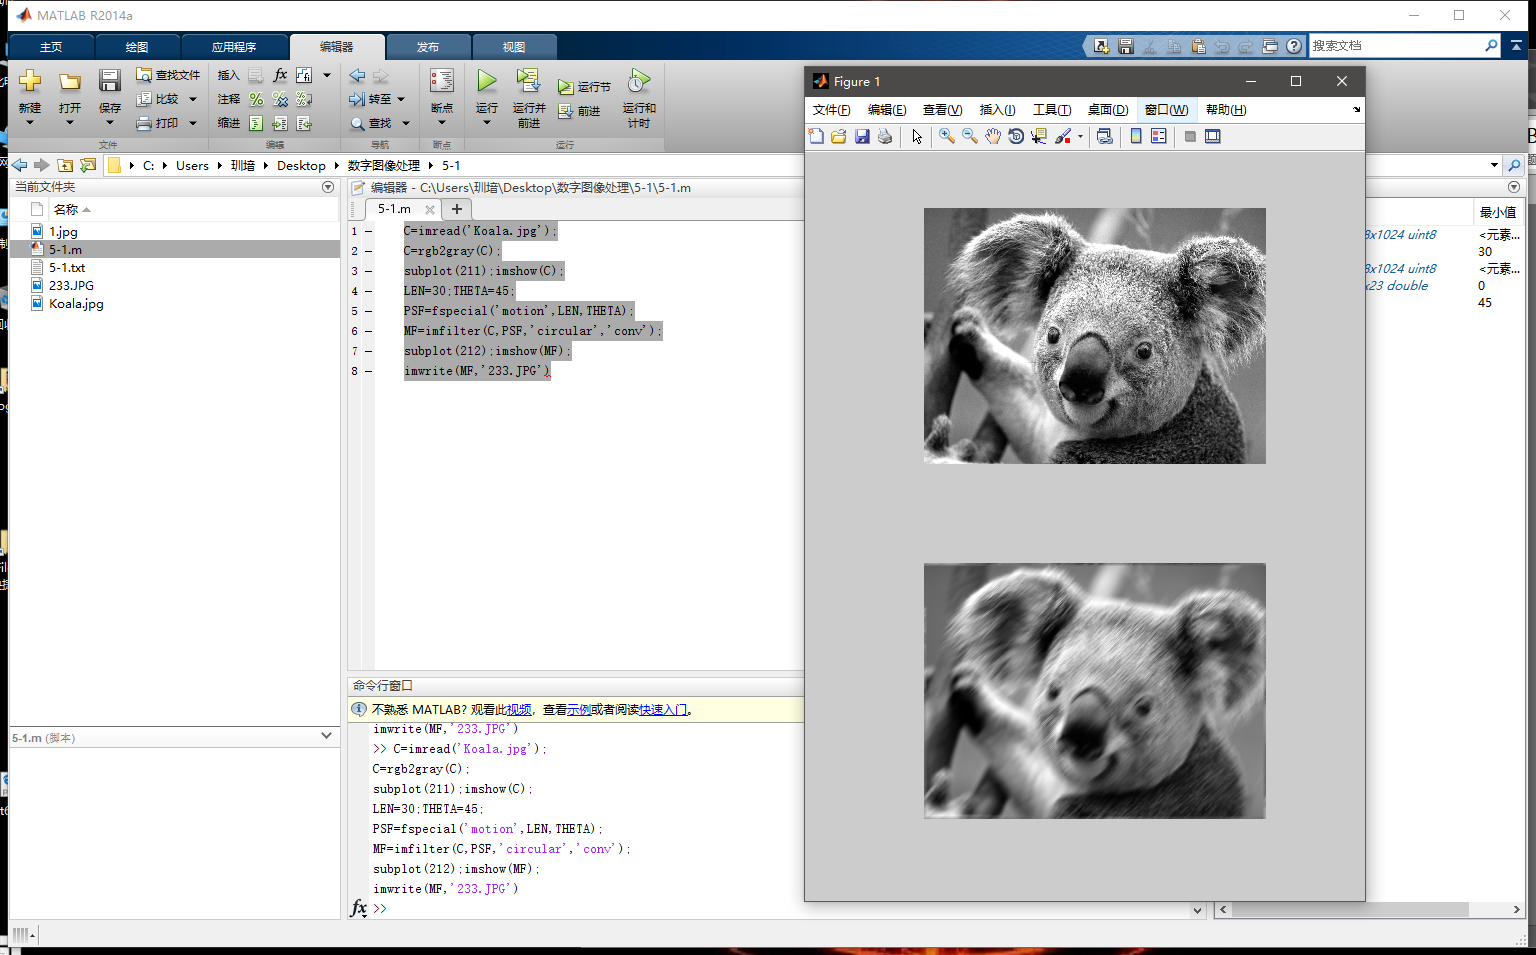 MATLAB R2014a
主页 绘图 应用程序 编辑器 发布 视图
搜索文档
新建 打开 保存 查找文件 比较 打印
插入 fx 注释 缩进
转至 查找
断点 运行 运行并前进 运行节 前进 运行和计时
文件 编辑 导航 断点 运行
C: Users Desktop 数字图像处理 5-1
当前文件夹
名称
1.jpg
5-1.m
5-1.txt
233.JPG
Koala.jpg
5-1.m (脚本)
编辑器 - C:\Users\玔培\Desktop\数字图像处理\5-1\5-1.m
5-1.m
1 C=imread('Koala.jpg');
2 C=rgb2gray(C);
3 subplot(211);imshow(C);
4 LEN=30;THETA=45;
5 PSF=fspecial('motion',LEN,THETA);
6 MF=imfilter(C,PSF,'circular','conv');
7 subplot(212);imshow(MF);
8 imwrite(MF,'233.JPG')
命令行窗口
不熟悉 MATLAB? 观看此视频，查看示例或者阅读快速入门。
imwrite(MF,'233.JPG')
>> C=imread('Koala.jpg');
C=rgb2gray(C);
subplot(211);imshow(C);
LEN=30;THETA=45;
PSF=fspecial('motion',LEN,THETA);
MF=imfilter(C,PSF,'circular','conv');
subplot(212);imshow(MF);
imwrite(MF,'233.JPG')
fx >>
Figure 1
文件(F) 编辑(E) 查看(V) 插入(I) 工具(T) 桌面(D) 窗口(W) 帮助(H)
最小值
8x1024 uint8 <元素...
30
8x1024 uint8 <元素...
x23 double 0
45